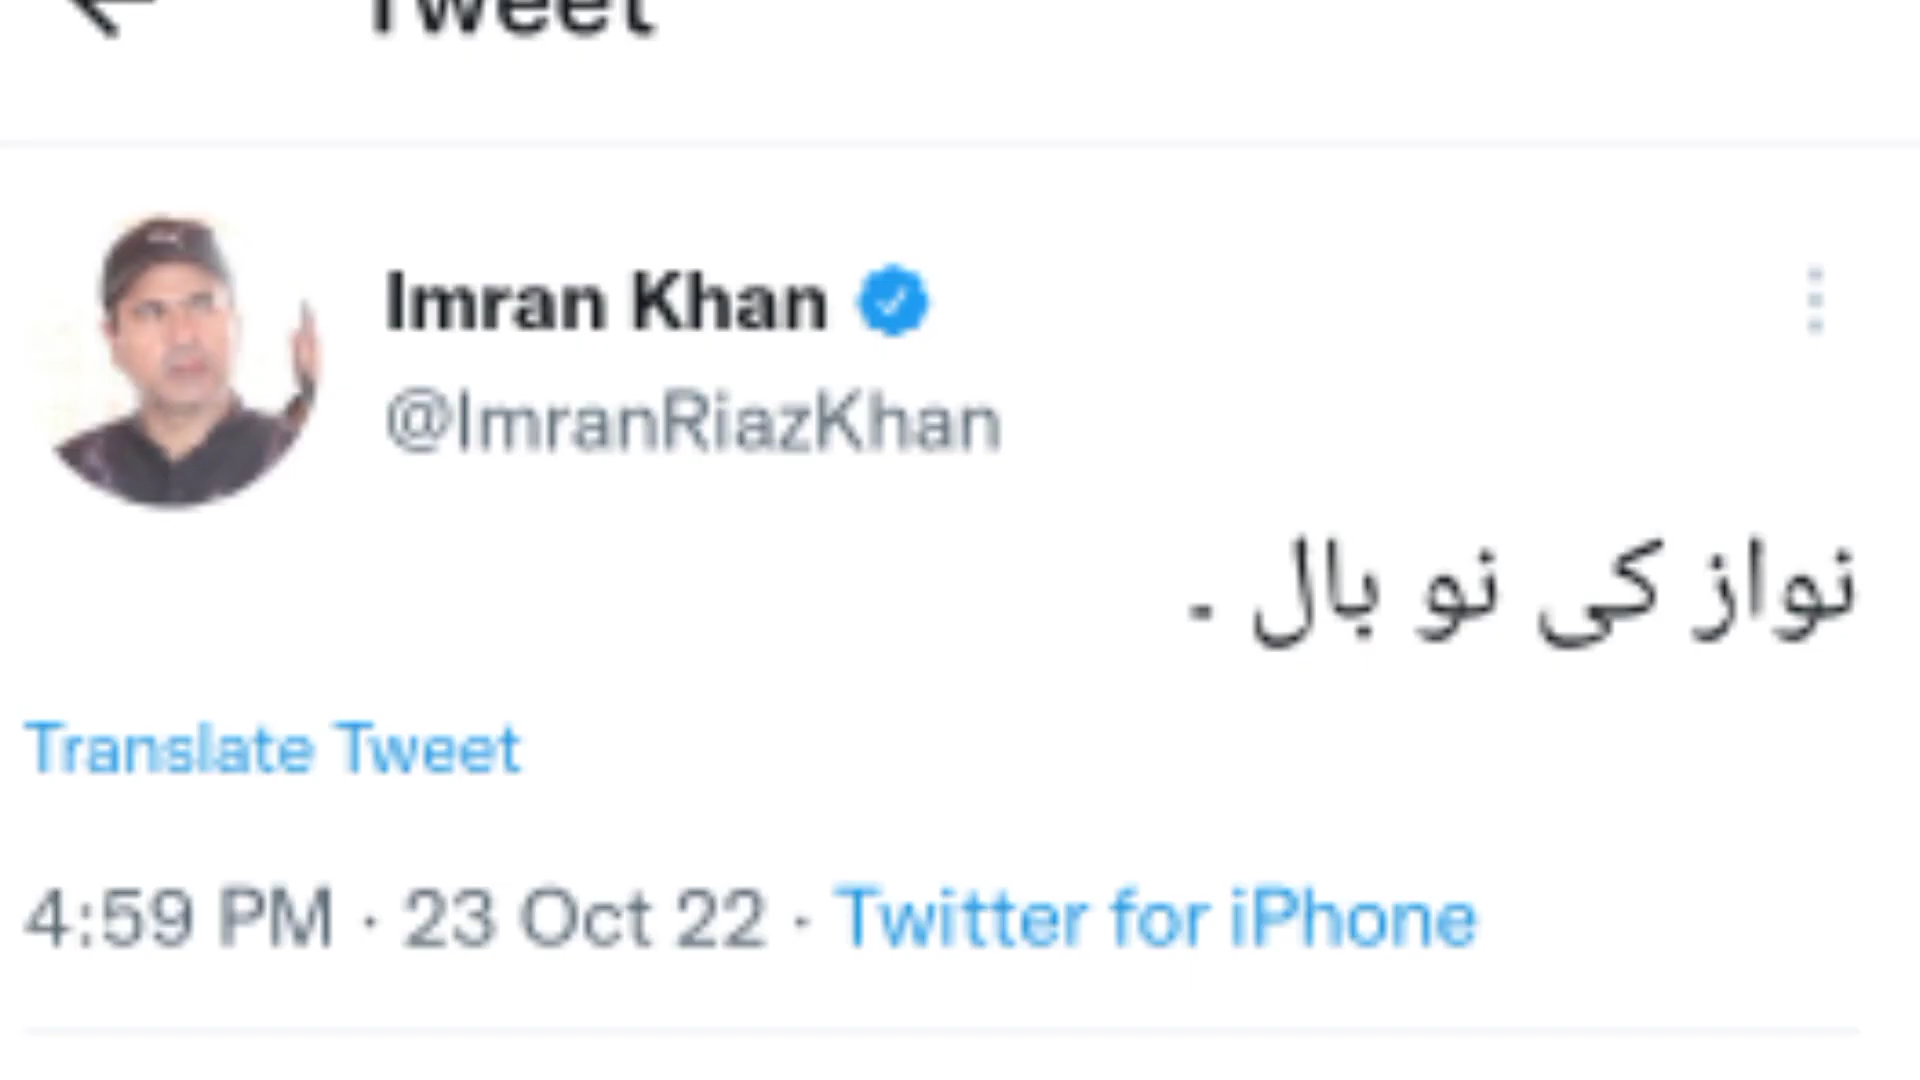 Tweet
Imran Khan
@ImranRiazKhan
نواز کی نو بال ۔
Translate Tweet
4:59 PM · 23 Oct 22 · Twitter for iPhone